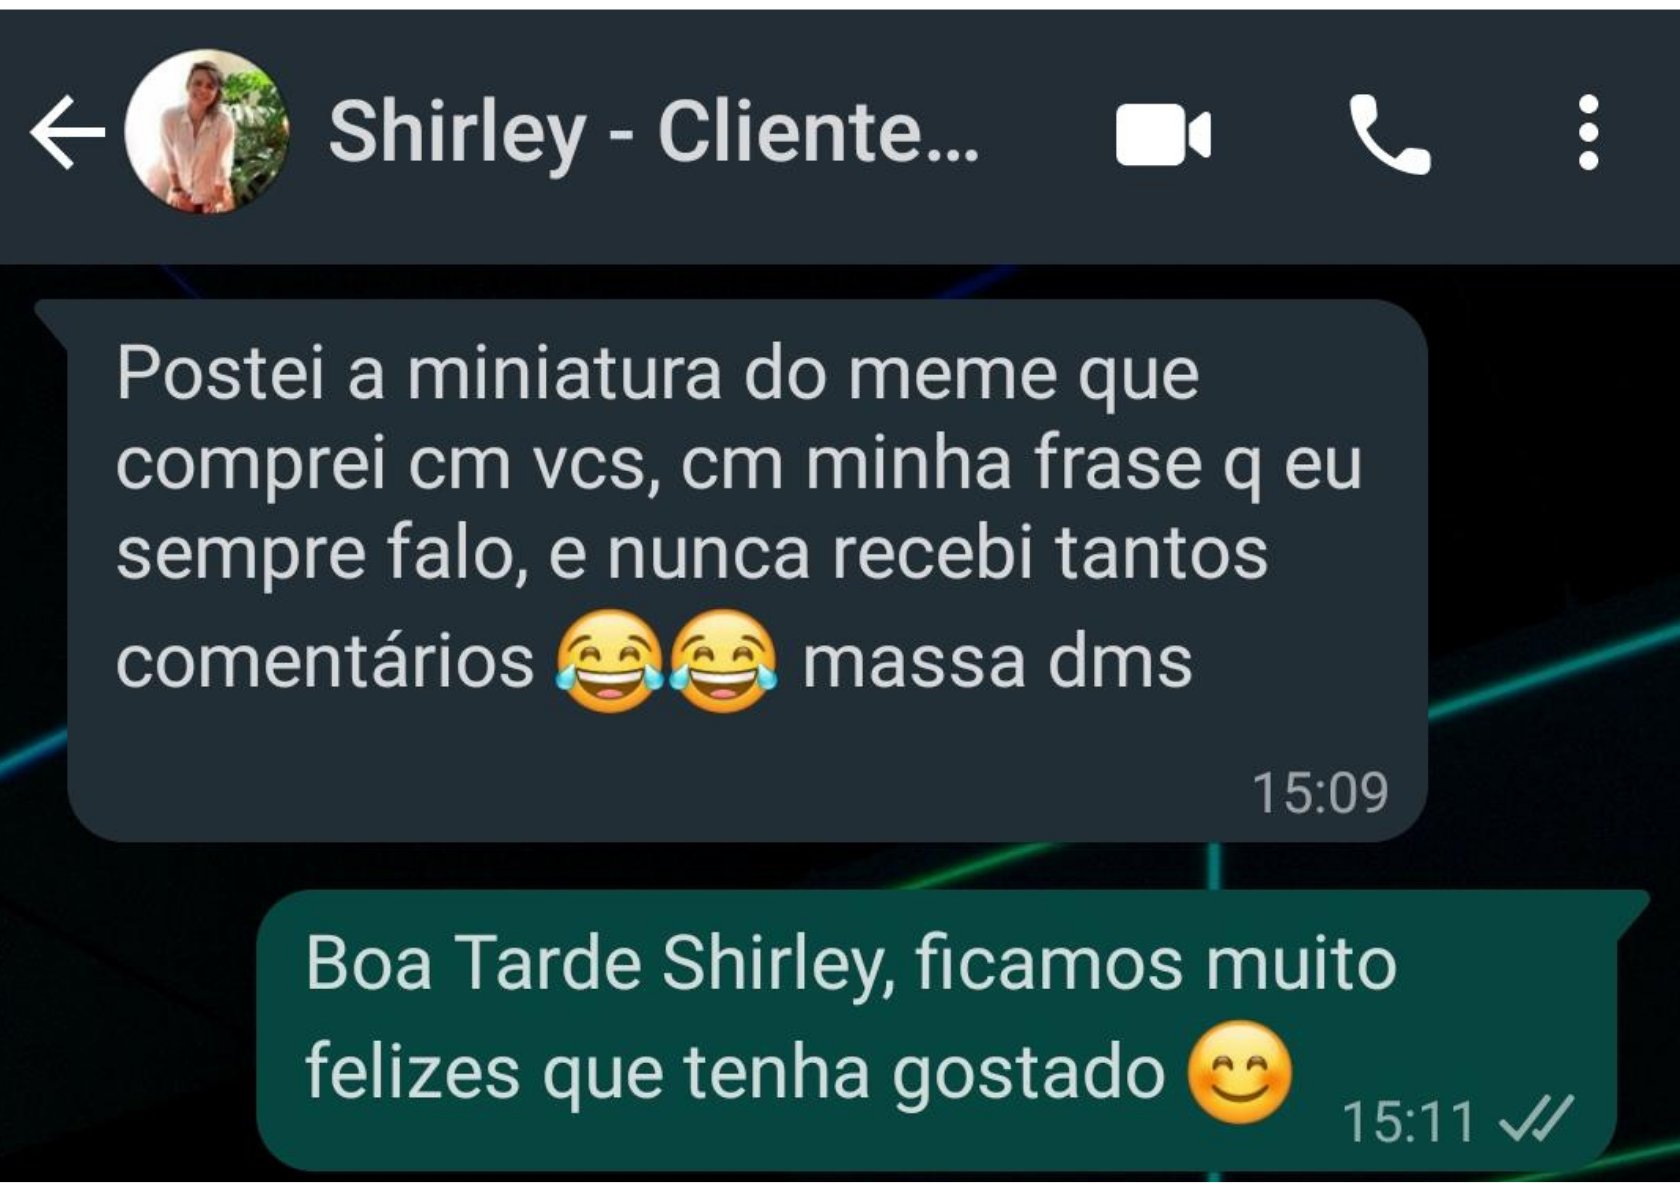 Shirley - Cliente...
Postei a miniatura do meme que
comprei cm vcs, cm minha frase q eu
sempre falo, e nunca recebi tantos
comentários 😂😂 massa dms
15:09
Boa Tarde Shirley, ficamos muito
felizes que tenha gostado 😊
15:11